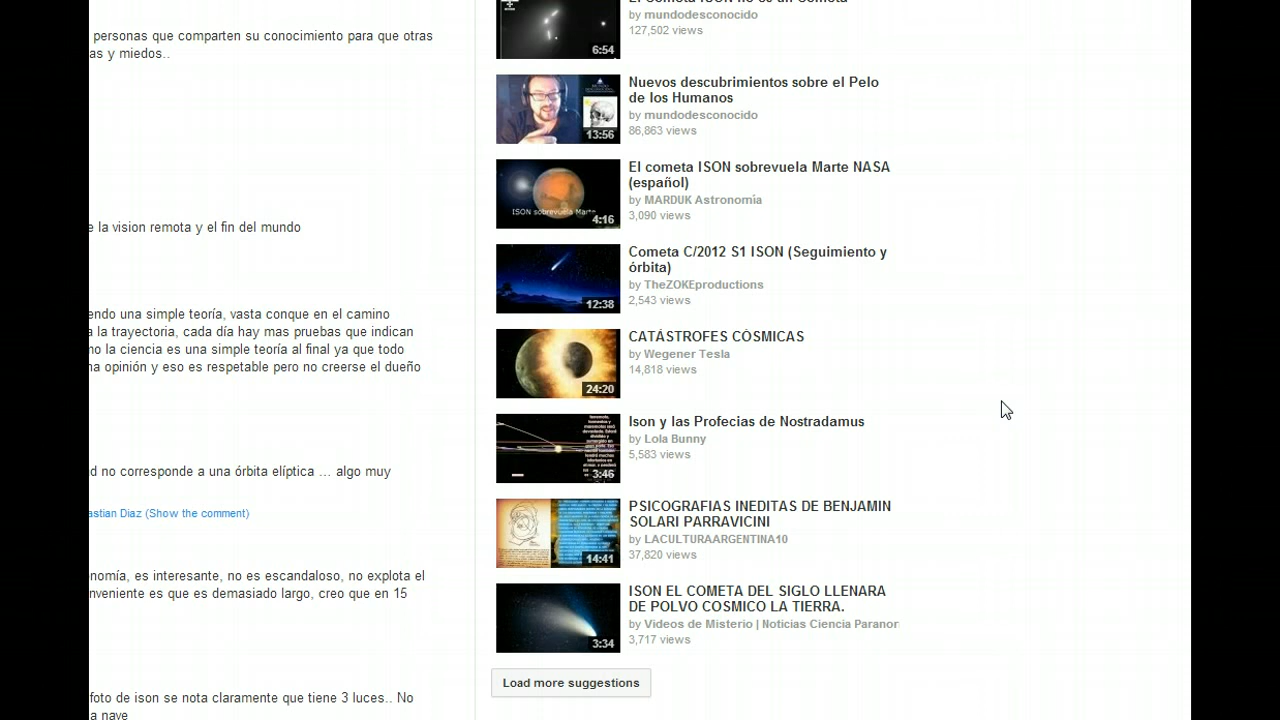 personas que comparten su conocimiento para que otras
as y miedos..
e la vision remota y el fin del mundo
endo una simple teoría, vasta conque en el camino
a la trayectoria, cada día hay mas pruebas que indican
mo la ciencia es una simple teoría al final ya que todo
na opinión y eso es respetable pero no creerse el dueño
d no corresponde a una órbita elíptica ... algo muy
astian Diaz (Show the comment)
onomía, es interesante, no es escandaloso, no explota el
nveniente es que es demasiado largo, creo que en 15
foto de ison se nota claramente que tiene 3 luces.. No
a nave
El Cometa ISON no es un Cometa
by mundodesconocido
127,502 views
6:54
Nuevos descubrimientos sobre el Pelo
de los Humanos
by mundodesconocido
86,863 views
13:56
El cometa ISON sobrevuela Marte NASA
(español)
by MARDUK Astronomía
3,090 views
ISON sobrevuela Marte
4:16
Cometa C/2012 S1 ISON (Seguimiento y
órbita)
by TheZOKEproductions
2,543 views
12:38
CATÁSTROFES CÓSMICAS
by Wegener Tesla
14,818 views
24:20
Ison y las Profecias de Nostradamus
by Lola Bunny
5,583 views
3:46
PSICOGRAFIAS INEDITAS DE BENJAMIN
SOLARI PARRAVICINI
by LACULTURAARGENTINA10
37,820 views
14:41
ISON EL COMETA DEL SIGLO LLENARA
DE POLVO COSMICO LA TIERRA.
by Videos de Misterio | Noticias Ciencia Paranor
3,717 views
3:34
Load more suggestions